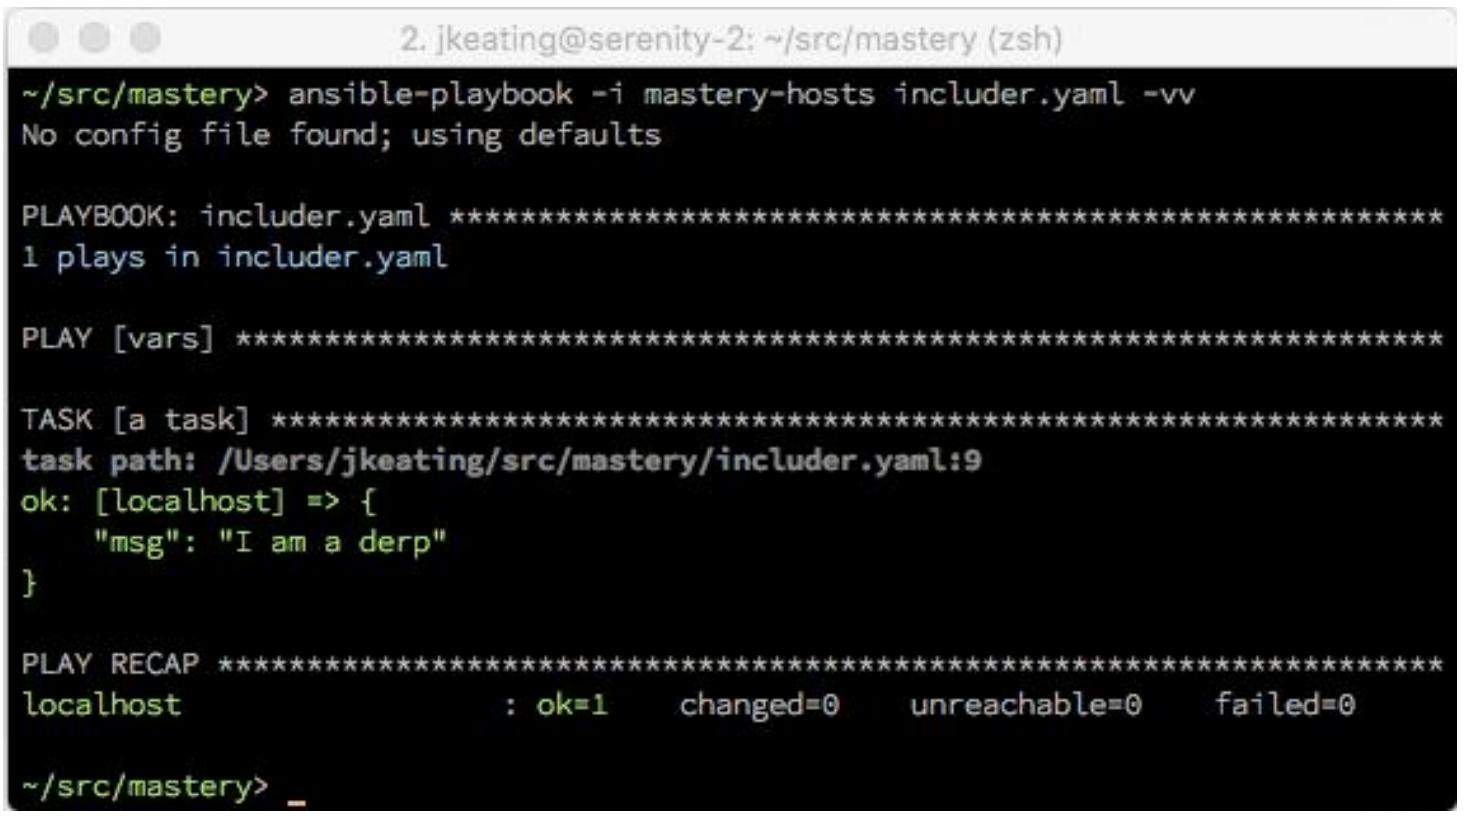 2. jkeating@serenity-2: ~/src/mastery (zsh)
~/src/mastery> ansible-playbook -i mastery-hosts includer.yaml -vv
No config file found; using defaults
PLAYBOOK: includer.yaml ********************************************************
1 plays in includer.yaml
PLAY [vars] ********************************************************************
TASK [a task] ******************************************************************
task path: /Users/jkeating/src/mastery/includer.yaml:9
ok: [localhost] => {
    "msg": "I am a derp"
}
PLAY RECAP *********************************************************************
localhost                  : ok=1    changed=0    unreachable=0    failed=0
~/src/mastery> _